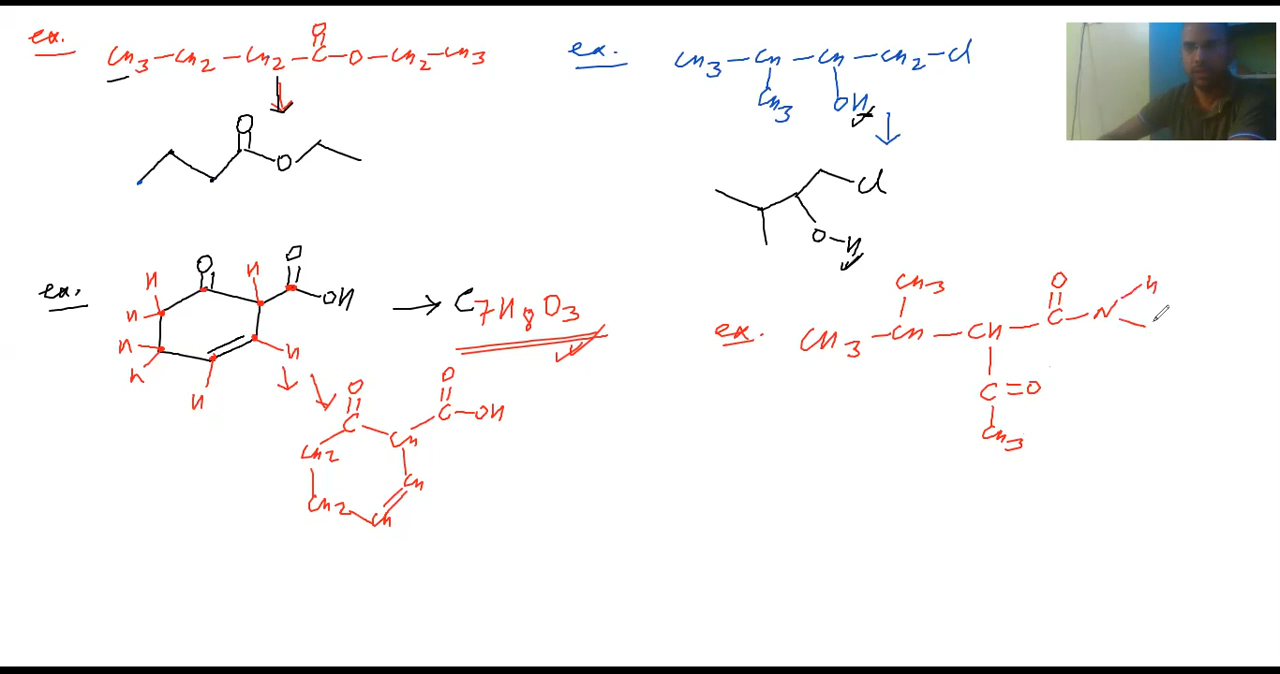 ex.
CH3-CH2-CH2-C-O-CH2-CH3
O
O
O
ex.
CH3-CH-CH-CH2-Cl
CH3
OH
Cl
O-H
ex.
O
O
OH
H
H
H
H
H
H
H
→ C7H8O3
O
C
CH2
CH2
CH
CH
CH
O
C-OH
ex.
CH3
CH3-CH-CH-C-N
O
H
C=O
CH3